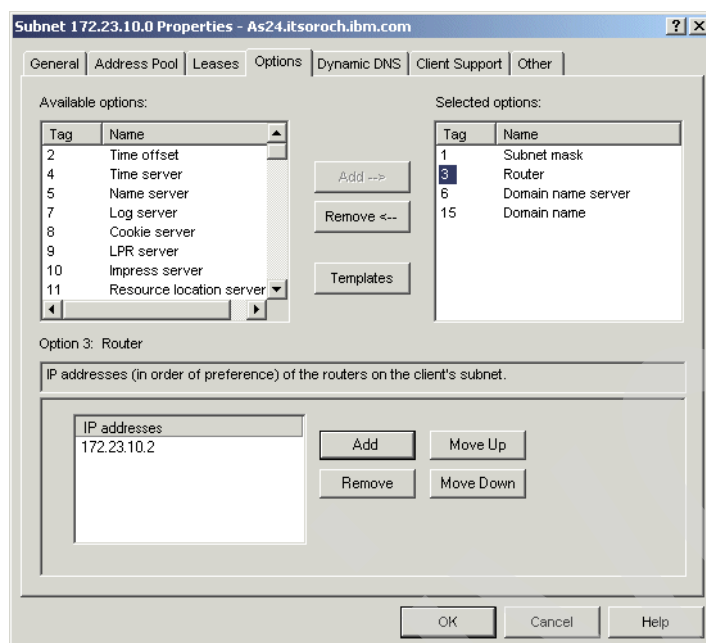 Subnet 172.23.10.0 Properties - As24.itsoroch.ibm.com
General Address Pool Leases Options Dynamic DNS Client Support Other
Available options:
Tag Name
2 Time offset
4 Time server
5 Name server
7 Log server
8 Cookie server
9 LPR server
10 Impress server
11 Resource location server
Add -->
Remove <--
Templates
Selected options:
Tag Name
1 Subnet mask
3 Router
6 Domain name server
15 Domain name
Option 3: Router
IP addresses (in order of preference) of the routers on the client's subnet.
IP addresses
172.23.10.2
Add Move Up
Remove Move Down
OK Cancel Help